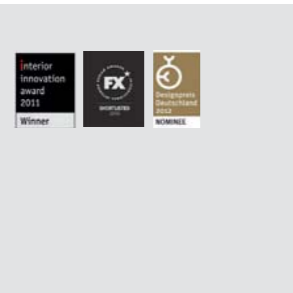 interior
innovation
award
2011
Winner
FX
SHORTLISTED
Designpreis
Deutschland
2012
NOMINEE